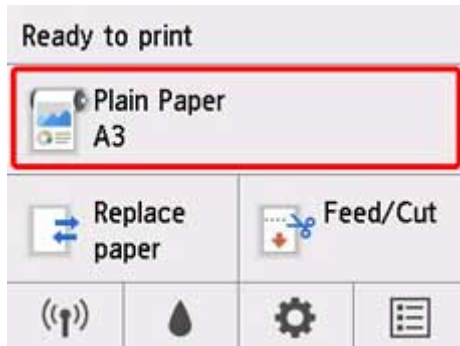 Ready to print
Plain Paper
A3
Replace
paper
Feed/Cut